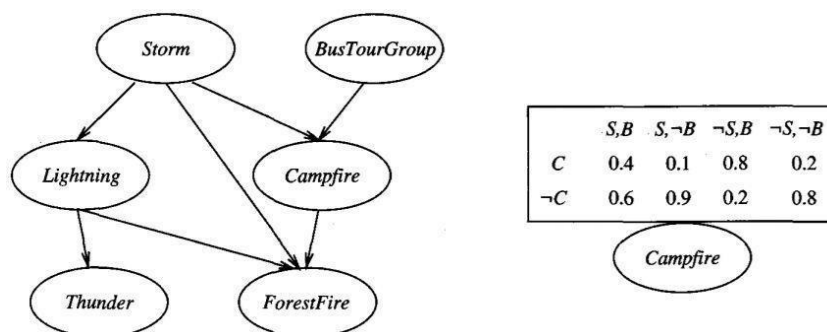 Storm
BusTourGroup
Lightning
Campfire
Thunder
ForestFire
S,B S,¬B ¬S,B ¬S,¬B
C 0.4 0.1 0.8 0.2
¬C 0.6 0.9 0.2 0.8
Campfire